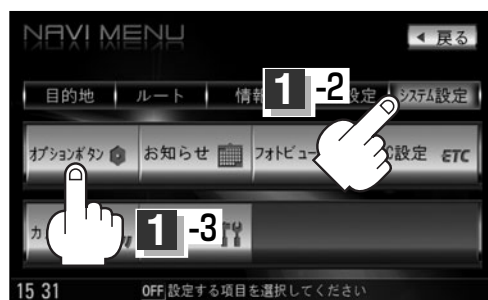 NAVI MENU
戻る
目的地 ルート 情報 1 -2 設定 システム設定
オプションボタン お知らせ フォトビュー 設定 ETC
カ 1 -3
15 31 OFF 設定する項目を選択してください